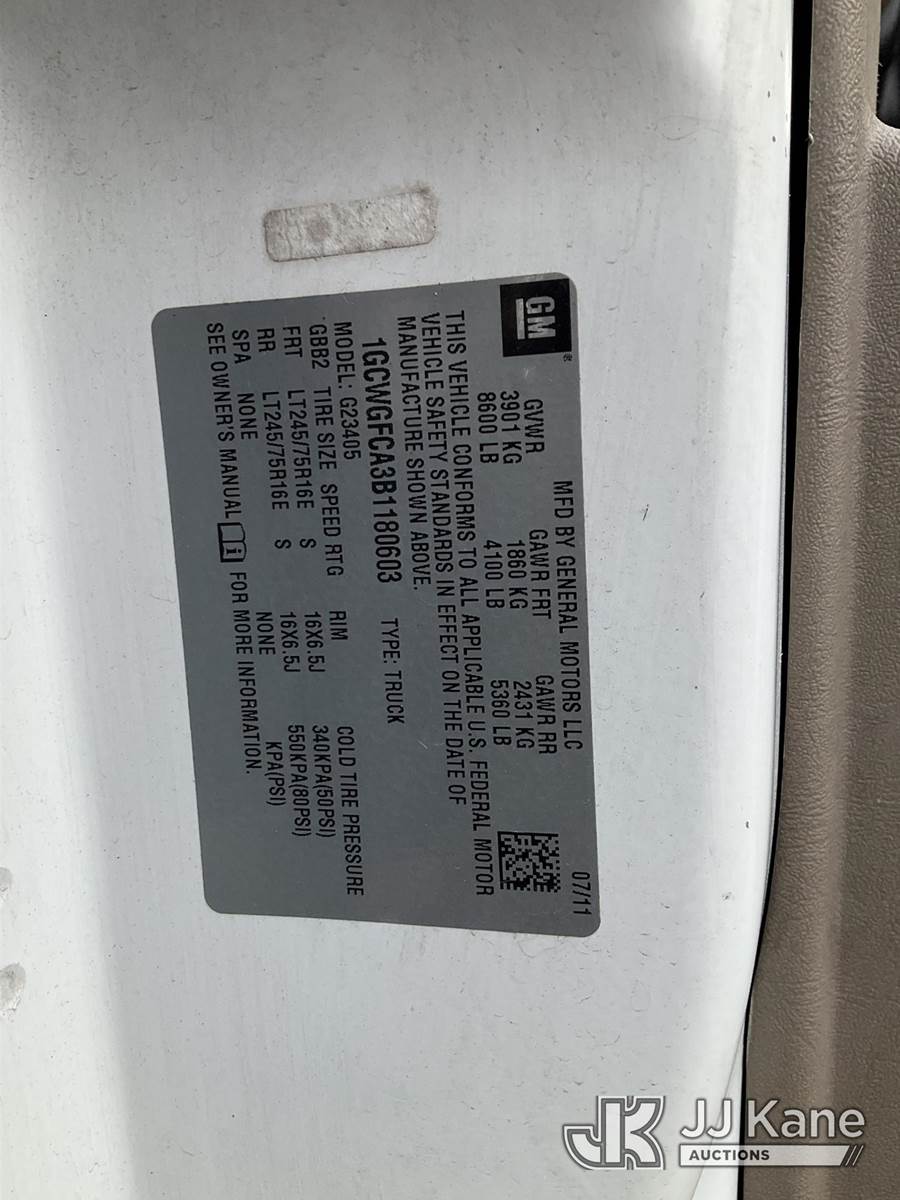 GM
MFD BY GENERAL MOTORS LLC 07/11
GVWR GAWR FRT GAWR RR
3901 KG 1860 KG 2431 KG
8600 LB 4100 LB 5360 LB
THIS VEHICLE CONFORMS TO ALL APPLICABLE U.S. FEDERAL MOTOR
VEHICLE SAFETY STANDARDS IN EFFECT ON THE DATE OF
MANUFACTURE SHOWN ABOVE.
1GCWGFCA3B1180603 TYPE: TRUCK
MODEL: G23405
GBB2 TIRE SIZE SPEED RTG RIM COLD TIRE PRESSURE
FRT LT245/75R16E S 16X6.5J 340KPA(50PSI)
RR LT245/75R16E S 16X6.5J 550KPA(80PSI)
SPA NONE NONE KPA(PSI)
SEE OWNER'S MANUAL i FOR MORE INFORMATION.
JK JJ Kane
AUCTIONS